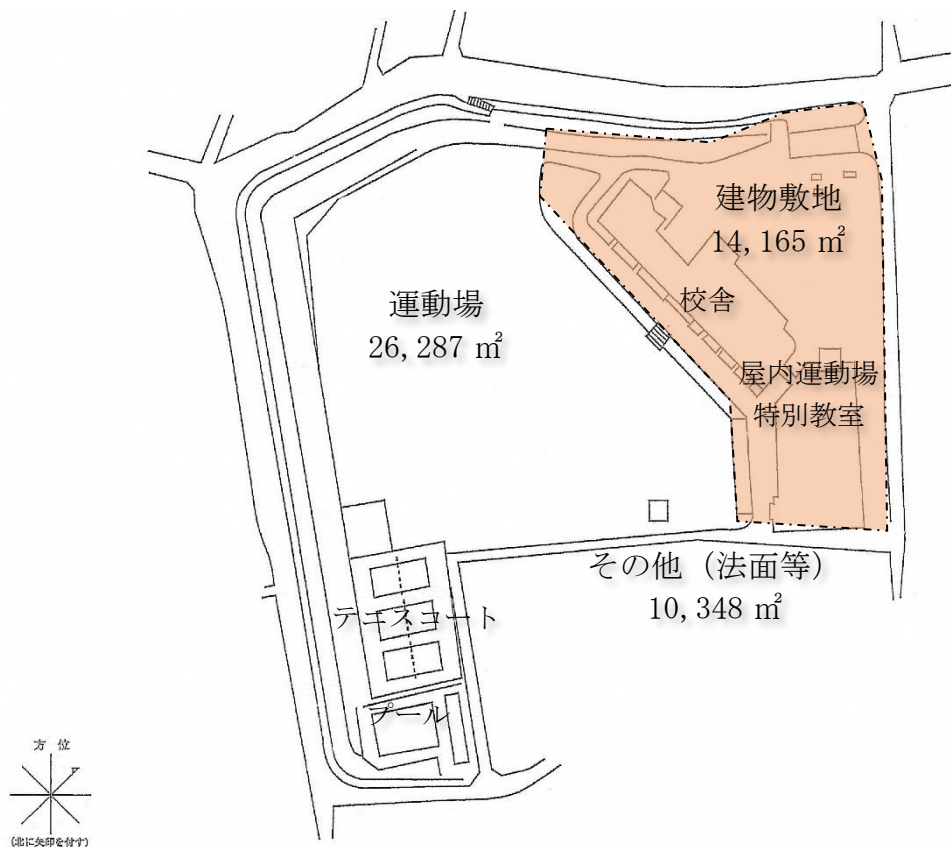 建物敷地
14,165 ㎡
運動場
26,287 ㎡
校舎
屋内運動場
特別教室
その他（法面等）
10,348 ㎡
テニスコート
プール
方 位
(北に矢印を付す)